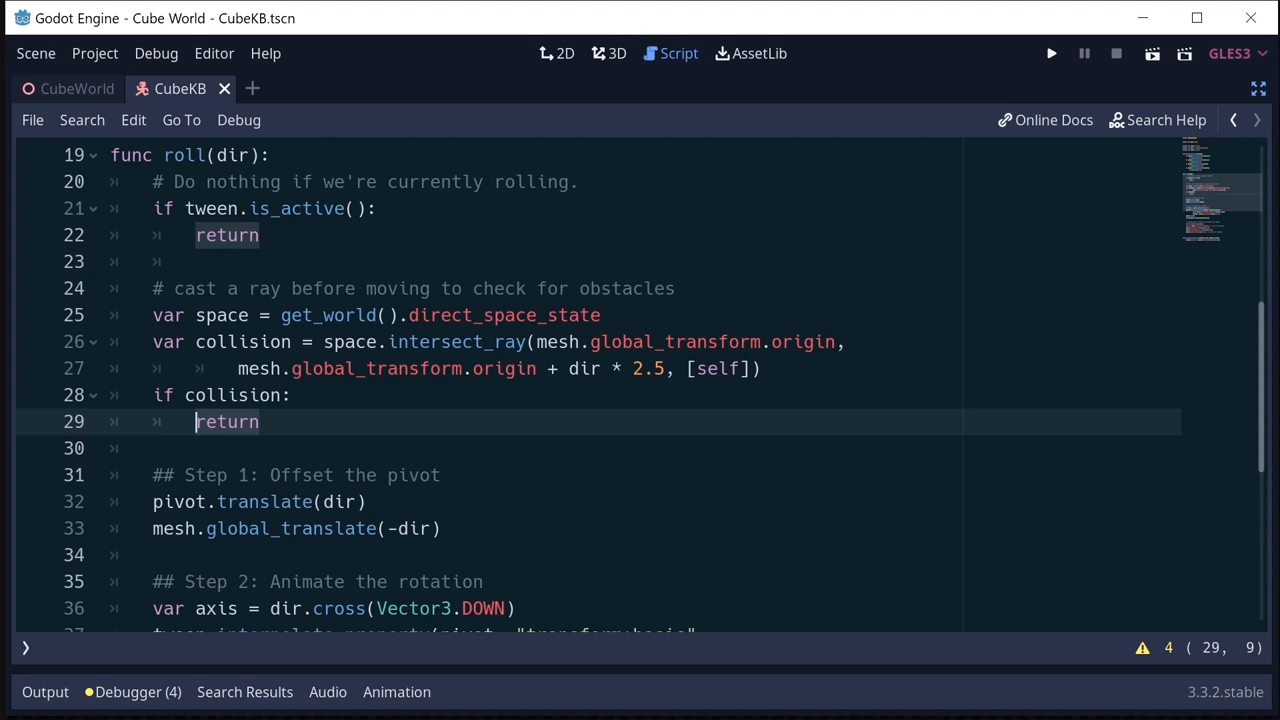 Godot Engine - Cube World - CubeKB.tscn
Scene Project Debug Editor Help 2D 3D Script AssetLib GLES3
CubeWorld CubeKB
File Search Edit Go To Debug Online Docs Search Help
19 func roll(dir):
20 # Do nothing if we're currently rolling.
21 if tween.is_active():
22 return
23
24 # cast a ray before moving to check for obstacles
25 var space = get_world().direct_space_state
26 var collision = space.intersect_ray(mesh.global_transform.origin,
27 mesh.global_transform.origin + dir * 2.5, [self])
28 if collision:
29 return
30
31 ## Step 1: Offset the pivot
32 pivot.translate(dir)
33 mesh.global_translate(-dir)
34
35 ## Step 2: Animate the rotation
36 var axis = dir.cross(Vector3.DOWN)
37 tween.interpolate_property(pivot, "transform:basis",
4 ( 29, 9)
Output Debugger (4) Search Results Audio Animation 3.3.2.stable